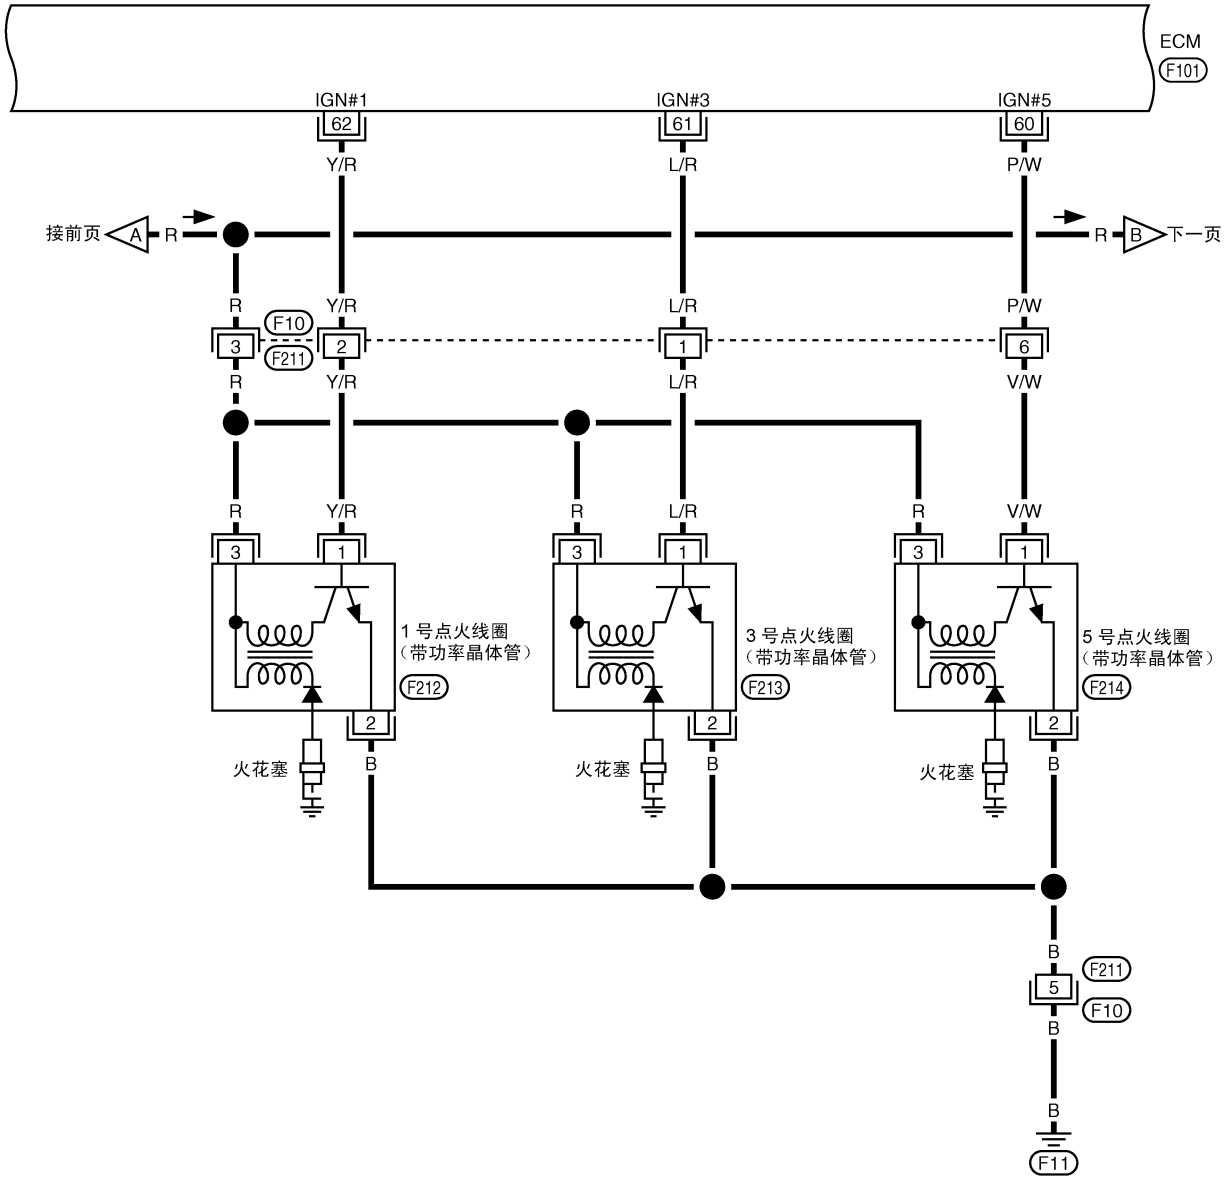 ECM
F101
IGN#1 IGN#3 IGN#5
62 61 60
Y/R L/R P/W
接前页 A R R B 下一页
R Y/R L/R P/W
F10
3 2 1 6
F211
R Y/R L/R V/W
R Y/R R L/R R V/W
3 1 3 1 3 1
1号点火线圈
（带功率晶体管）
F212
3号点火线圈
（带功率晶体管）
F213
5号点火线圈
（带功率晶体管）
F214
2 2 2
火花塞 B 火花塞 B 火花塞 B
B
F211
5
F10
B
B
F11